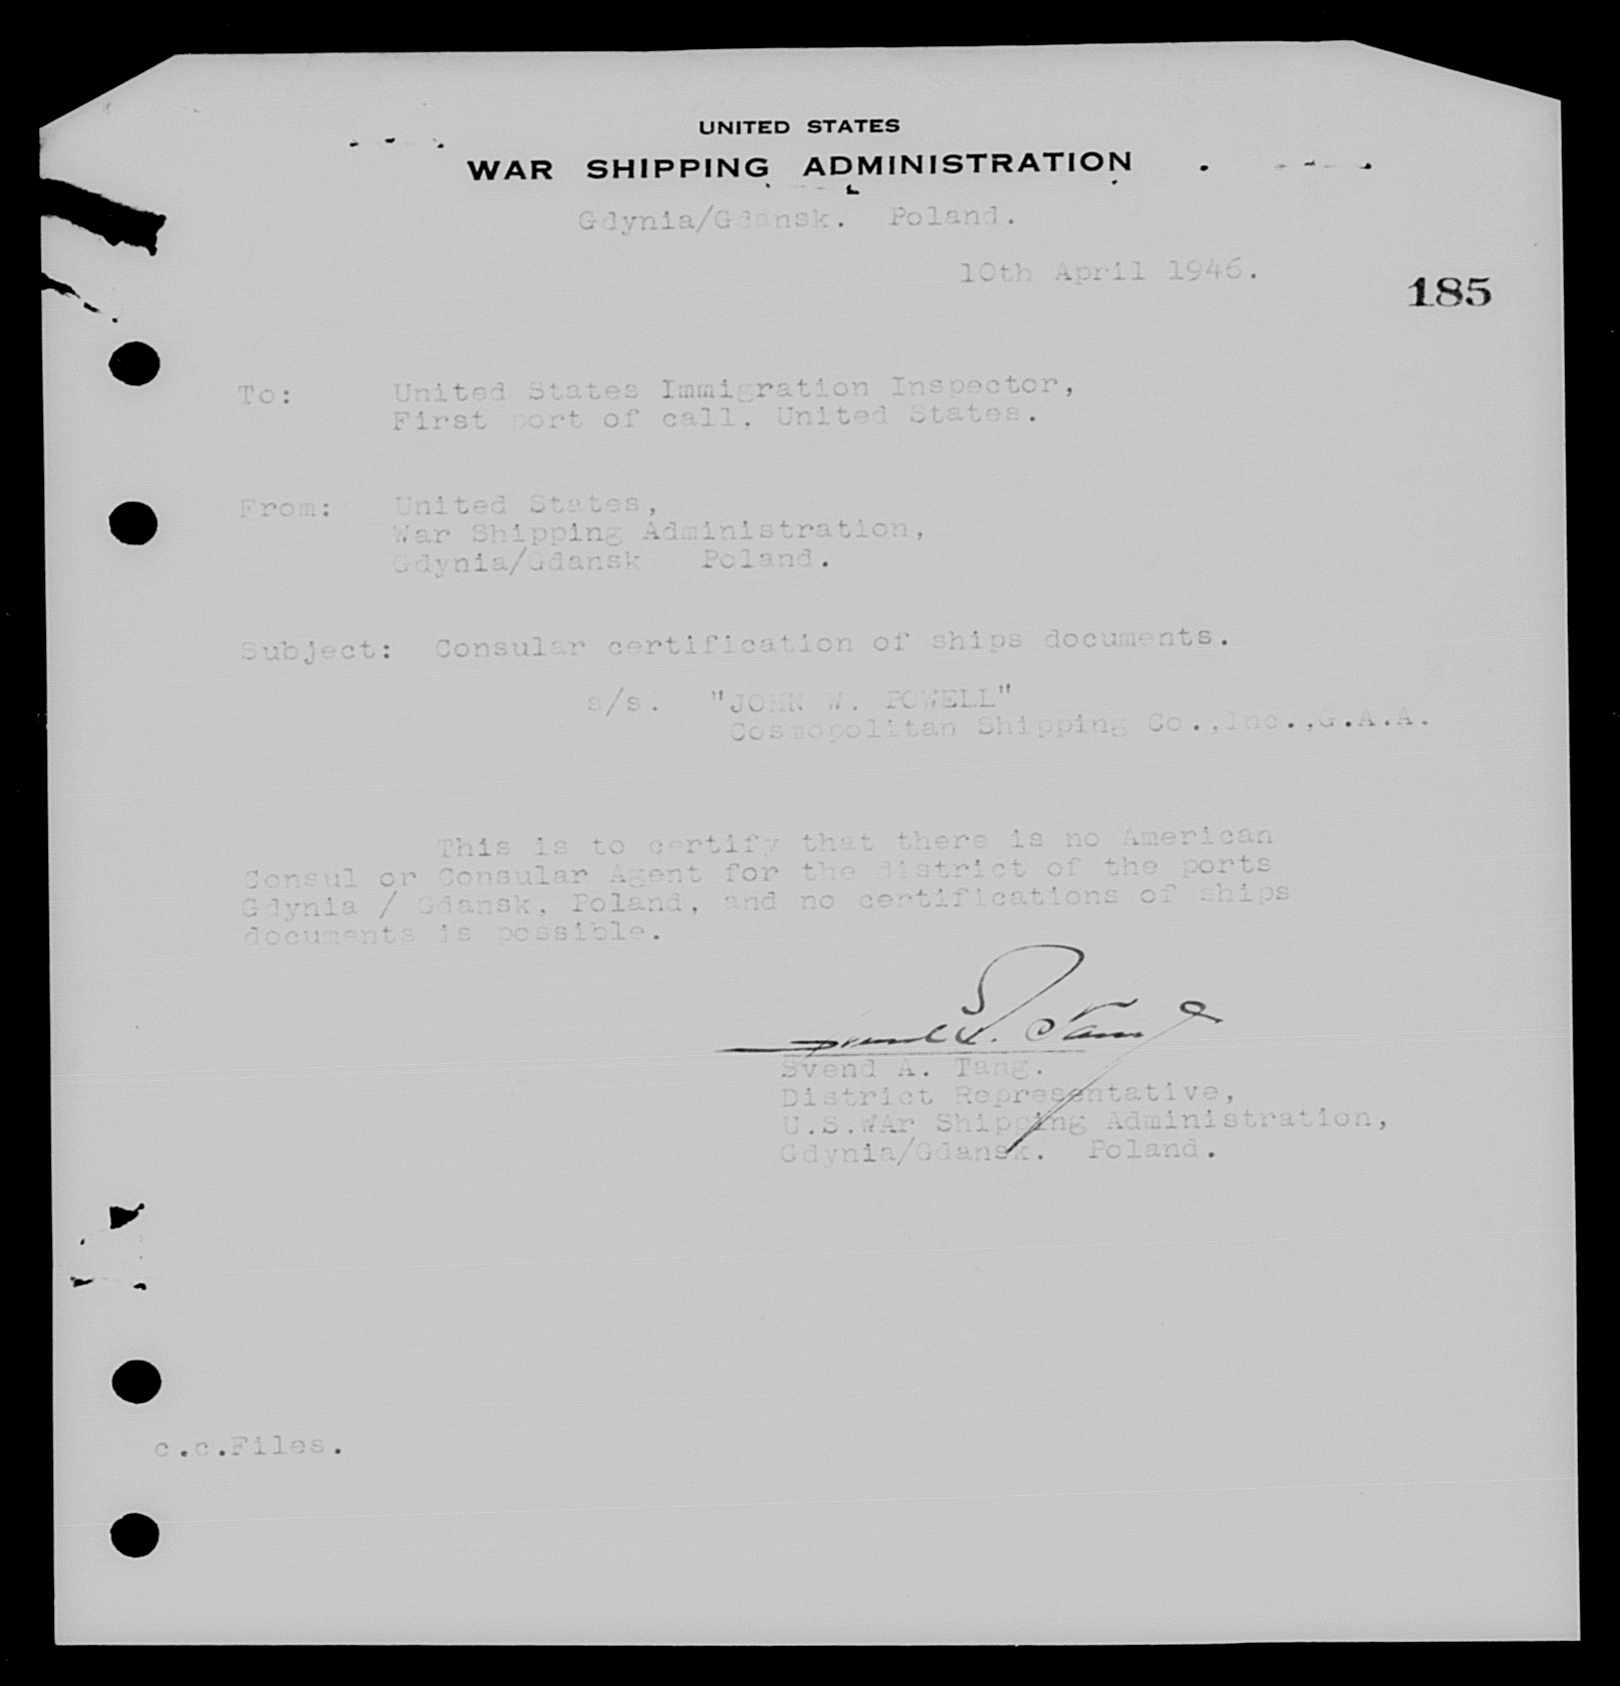 UNITED STATES
WAR SHIPPING ADMINISTRATION
Gdynia/Gdansk. Poland.
10th April 1946.
185
To: United States Immigration Inspector,
First port of call, United States.
From: United States,
War Shipping Administration,
Gdynia/Gdansk Poland.
Subject: Consular certification of ships documents.
s/s. "JOHN W. POWELL"
Cosmopolitan Shipping Co.,Inc.,G.A.A.
This is to certify that there is no American
Consul or Consular Agent for the district of the ports
Gdynia / Gdansk, Poland, and no certifications of ships
documents is possible.
Svend A. Tang
Svend A. Tang.
District Representative,
U.S.WAr Shipping Administration,
Gdynia/Gdansk. Poland.
c.c.Files.